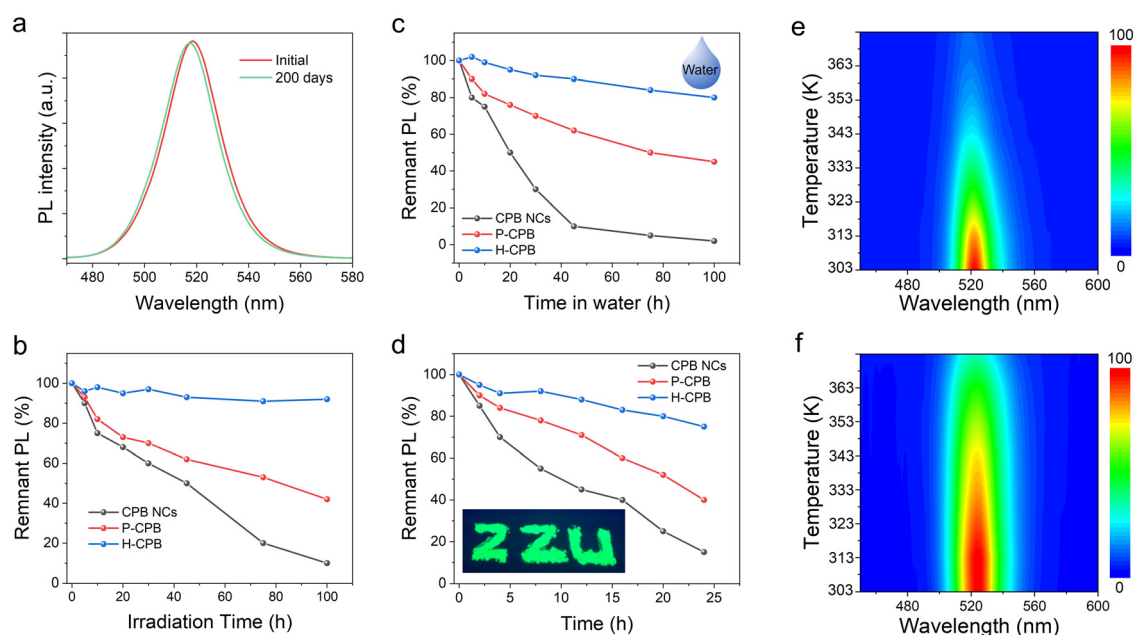 a
PL intensity (a.u.)
Initial
200 days
480 500 520 540 560 580
Wavelength (nm)
b
Remnant PL (%)
100
80
60
40
20
0
CPB NCs
P-CPB
H-CPB
0 20 40 60 80 100
Irradiation Time (h)
c
Remnant PL (%)
100
80
60
40
20
0
Water
CPB NCs
P-CPB
H-CPB
0 20 40 60 80 100
Time in water (h)
d
Remnant PL (%)
100
80
60
40
20
0
CPB NCs
P-CPB
H-CPB
ZZU
0 5 10 15 20 25
Time (h)
e
Temperature (K)
363
353
343
333
323
313
303
100
0
480 520 560 600
Wavelength (nm)
f
Temperature (K)
363
353
343
333
323
313
303
100
0
480 520 560 600
Wavelength (nm)